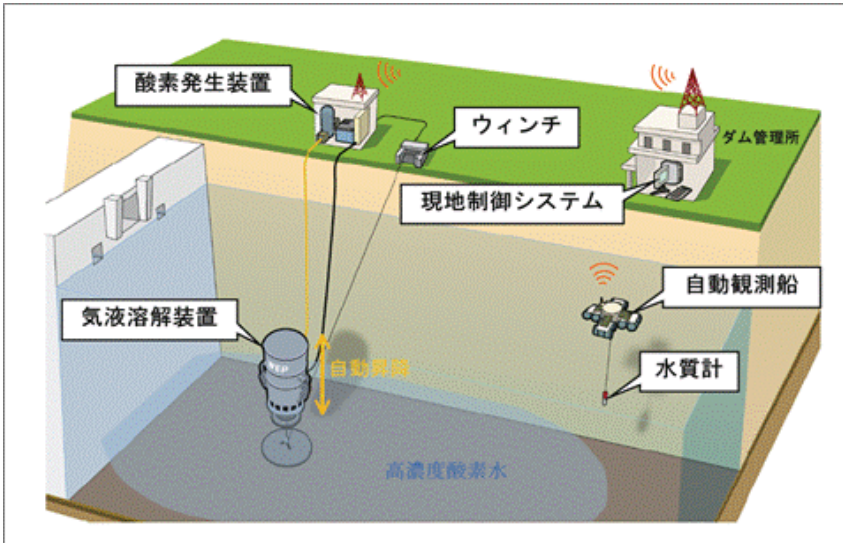 酸素発生装置
ウィンチ
ダム管理所
現地制御システム
自動観測船
気液溶解装置
WEP
自動昇降
水質計
高濃度酸素水